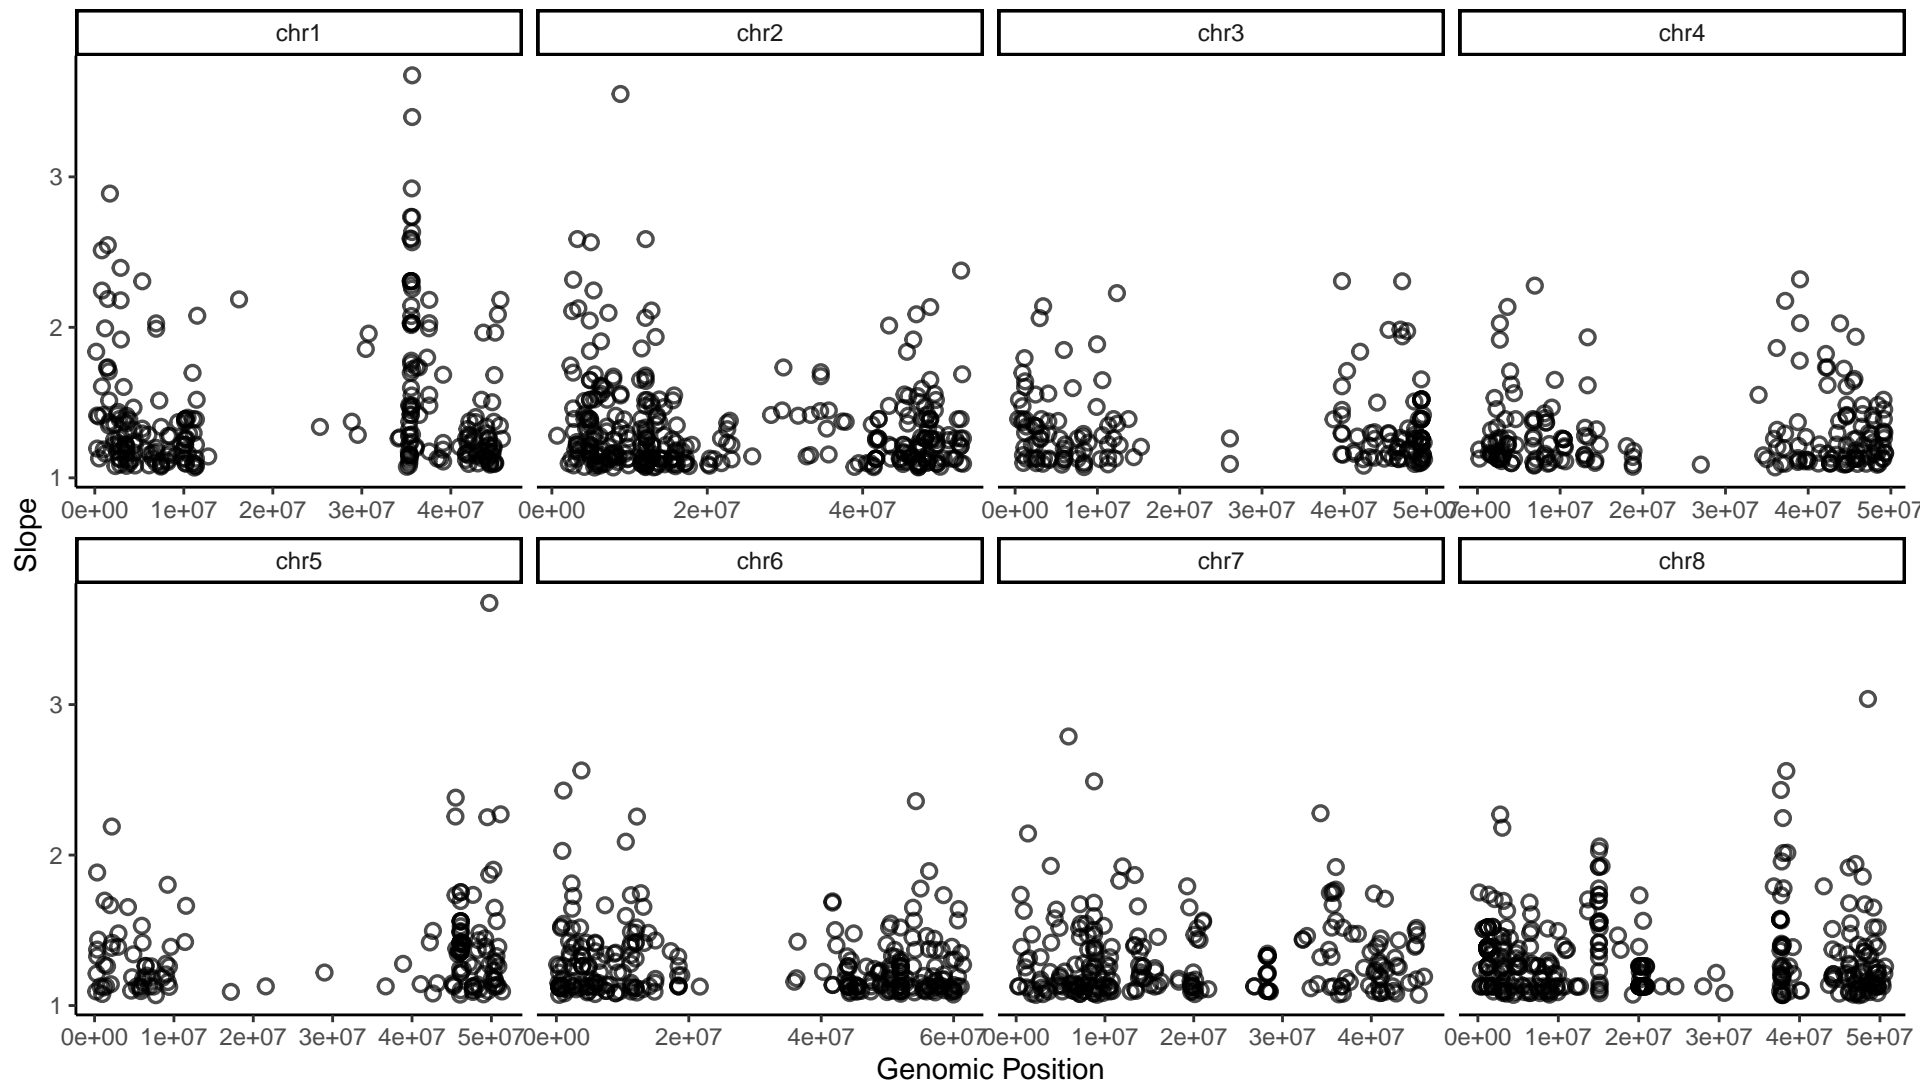 chr1 chr2 chr3 chr4
3
2
1
0e+00 1e+07 2e+07 3e+07 4e+07 0e+00 2e+07 4e+07 0e+00 1e+07 2e+07 3e+07 4e+07 5e+07 0e+00 1e+07 2e+07 3e+07 4e+07 5e+07
Slope
chr5 chr6 chr7 chr8
3
2
1
0e+00 1e+07 2e+07 3e+07 4e+07 5e+07 0e+00 2e+07 4e+07 6e+07 0e+00 1e+07 2e+07 3e+07 4e+07 0e+00 1e+07 2e+07 3e+07 4e+07 5e+07
Genomic Position